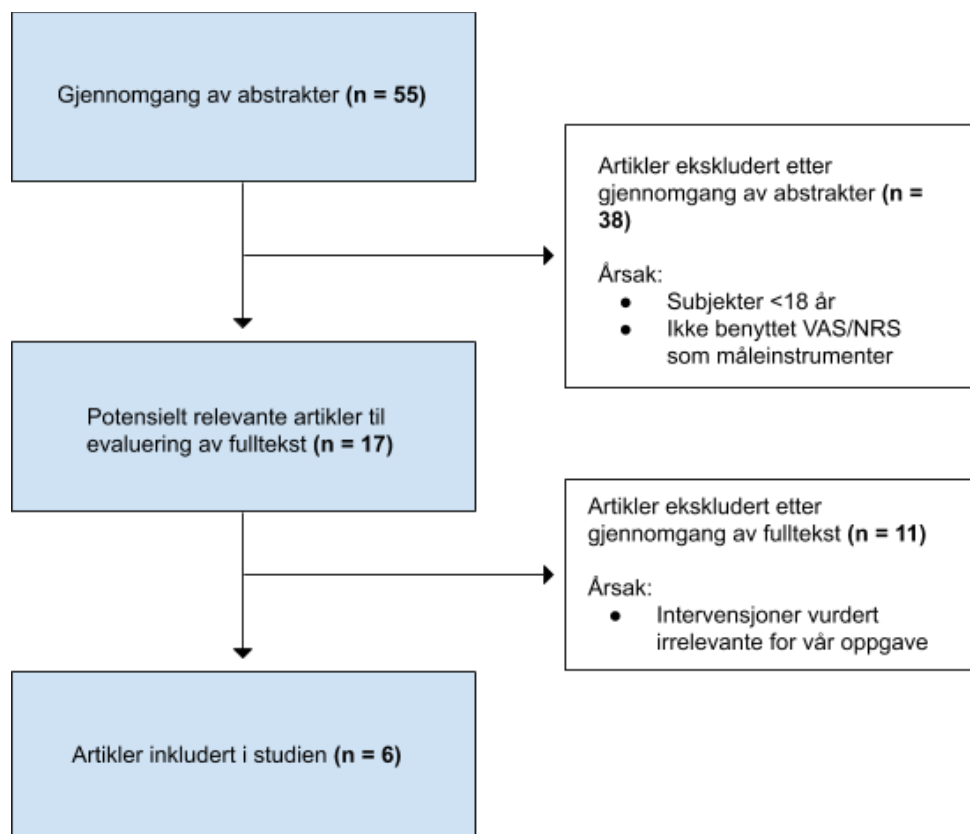 Gjennomgang av abstrakter (n = 55)
Artikler ekskludert etter
gjennomgang av abstrakter (n =
38)
Årsak:
● Subjekter <18 år
● Ikke benyttet VAS/NRS
som måleinstrumenter
Potensielt relevante artikler til
evaluering av fulltekst (n = 17)
Artikler ekskludert etter
gjennomgang av fulltekst (n = 11)
Årsak:
● Intervensjoner vurdert
irrelevante for vår oppgave
Artikler inkludert i studien (n = 6)